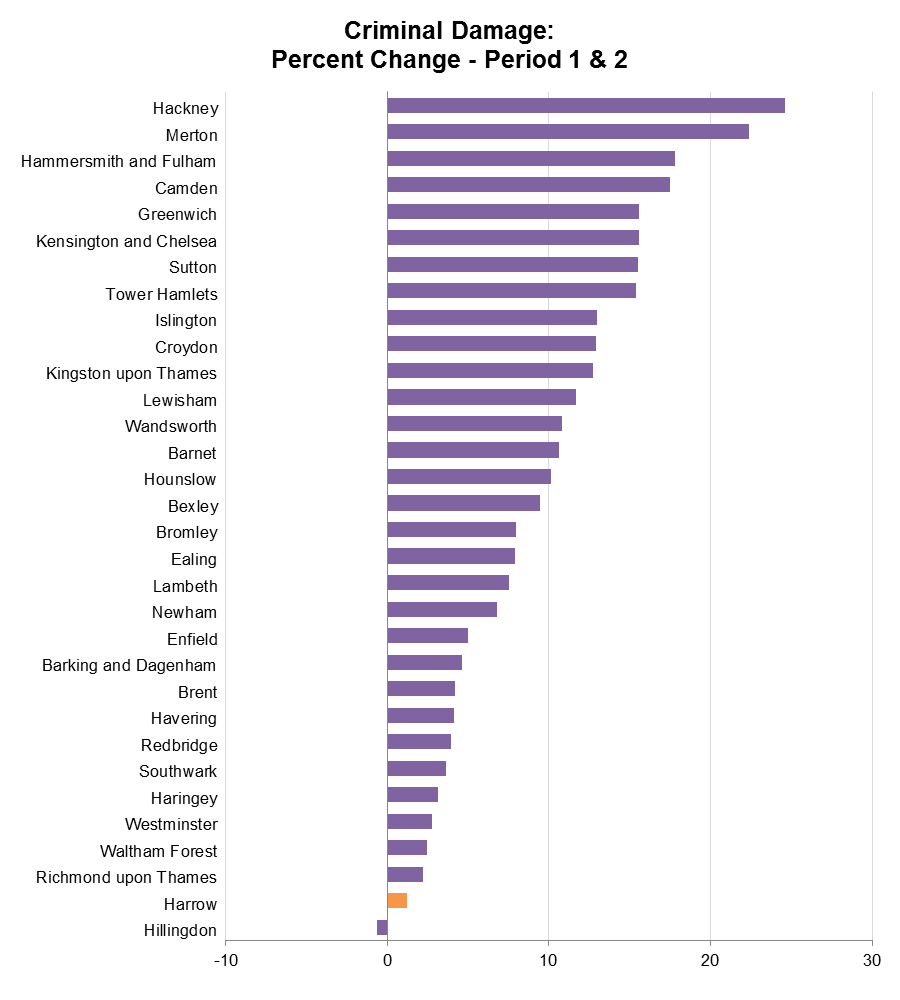 Criminal Damage:
Percent Change - Period 1 & 2
Hackney
Merton
Hammersmith and Fulham
Camden
Greenwich
Kensington and Chelsea
Sutton
Tower Hamlets
Islington
Croydon
Kingston upon Thames
Lewisham
Wandsworth
Barnet
Hounslow
Bexley
Bromley
Ealing
Lambeth
Newham
Enfield
Barking and Dagenham
Brent
Havering
Redbridge
Southwark
Haringey
Westminster
Waltham Forest
Richmond upon Thames
Harrow
Hillingdon
-10 0 10 20 30